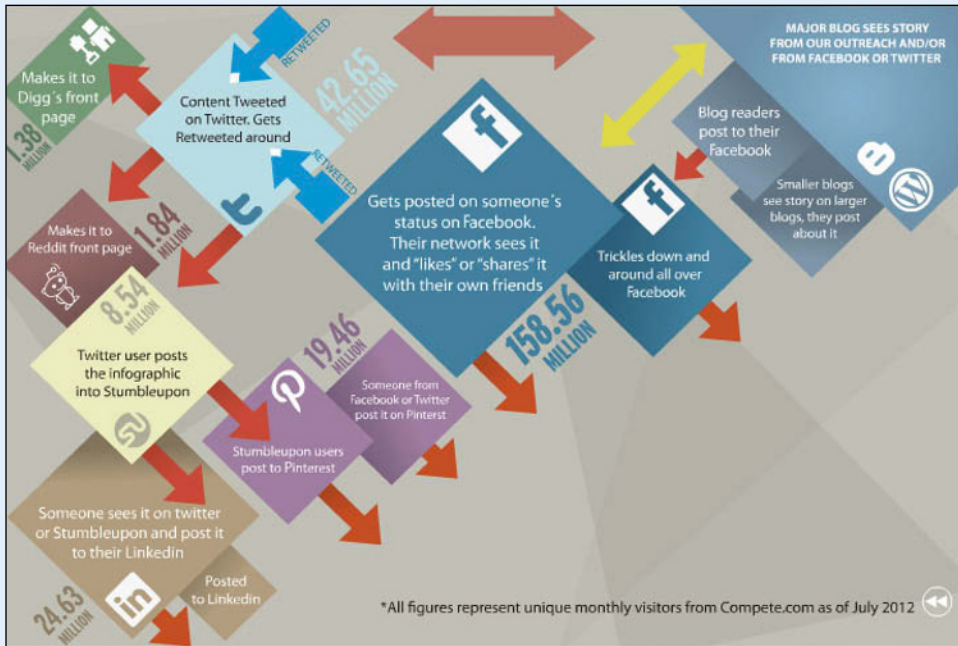 Makes it to
Digg's front
page
1.38
MILLION
Content Tweeted
on Twitter. Gets
Retweeted around
RETWEETED
RETWEETED
42.65
MILLION
MAJOR BLOG SEES STORY
FROM OUR OUTREACH AND/OR
FROM FACEBOOK OR TWITTER
Blog readers
post to their
Facebook
Smaller blogs
see story on larger
blogs, they post
about it
Gets posted on someone's
status on Facebook.
Their network sees it
and "likes" or "shares" it
with their own friends
158.56
MILLION
Trickles down and
around all over
Facebook
Makes it to
Reddit front page
1.84
MILLION
8.54
MILLION
Twitter user posts
the infographic
into Stumbleupon
19.46
MILLION
Stumbleupon users
post to Pinterest
Someone from
Facebook or Twitter
post it on Pinterst
Someone sees it on twitter
or Stumbleupon and post it
to their Linkedin
24.63
MILLION
Posted
to Linkedin
*All figures represent unique monthly visitors from Compete.com as of July 2012